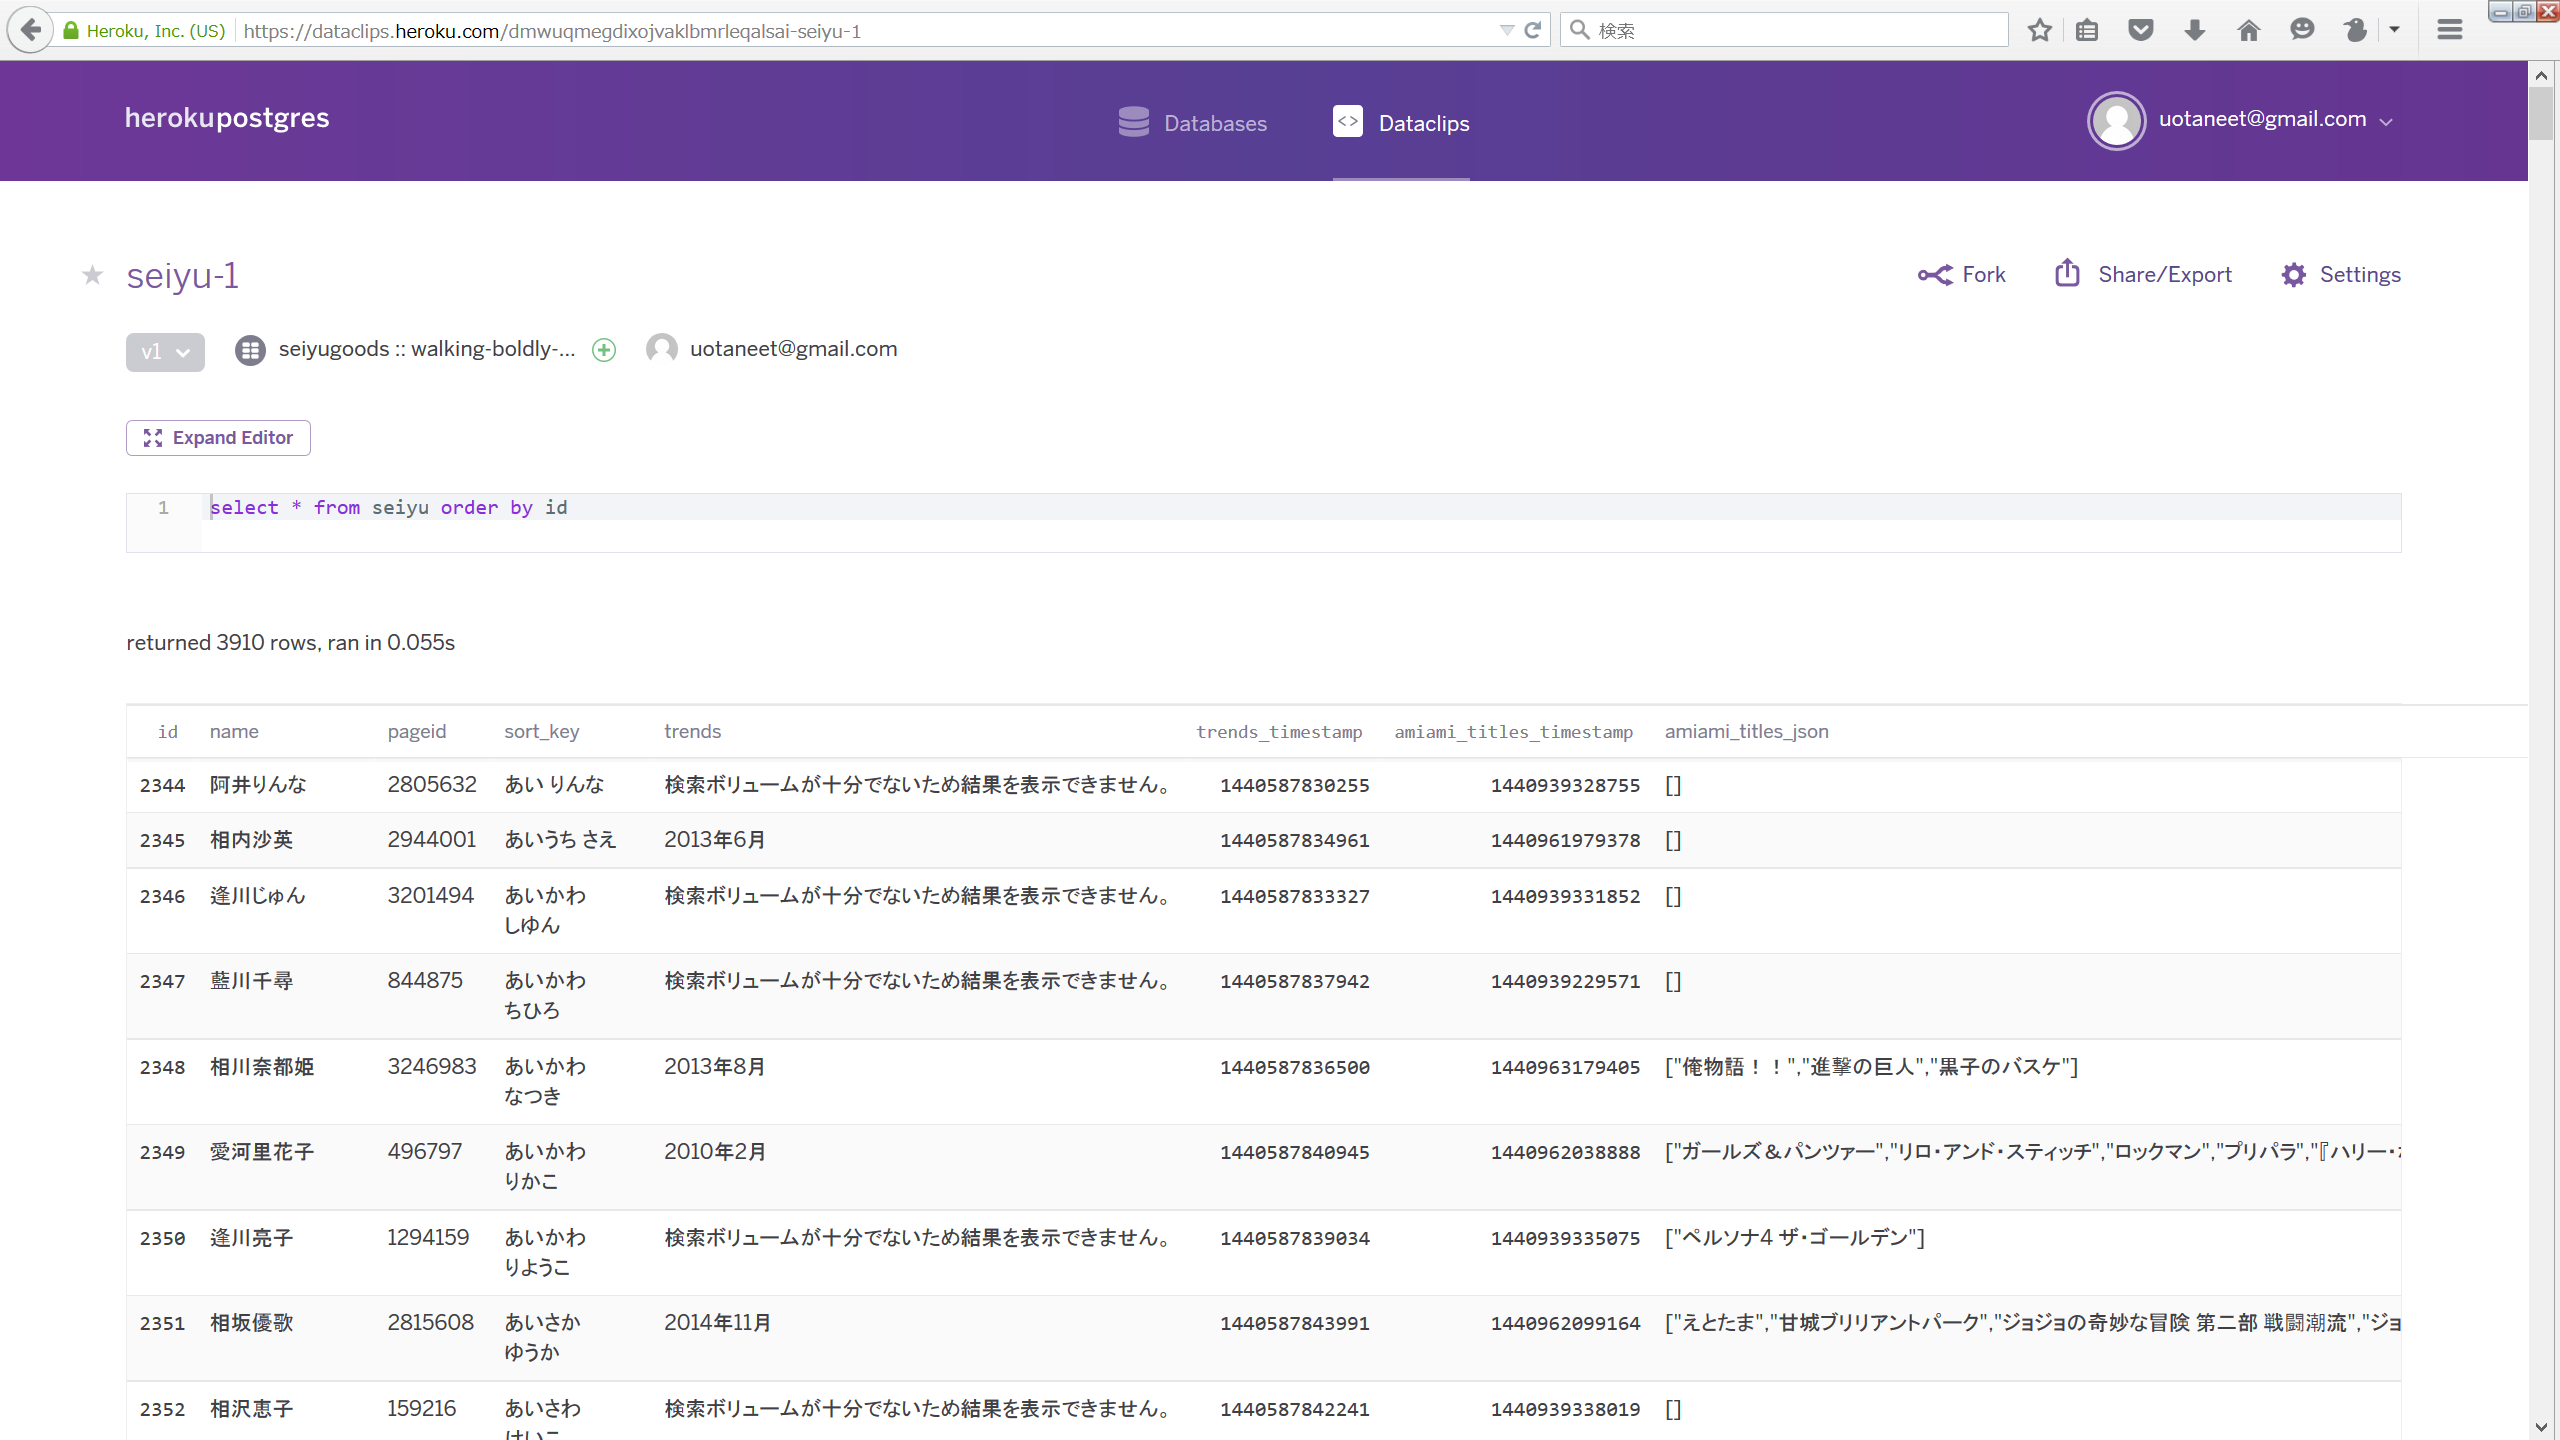 Heroku, Inc. (US) https://dataclips.heroku.com/dmwuqmegdixojvaklbmrleqalsai-seiyu-1 検索
herokupostgres Databases <> Dataclips uotaneet@gmail.com
seiyu-1 Fork Share/Export Settings
v1 seiyugoods :: walking-boldly-... uotaneet@gmail.com
Expand Editor
1 select * from seiyu order by id
returned 3910 rows, ran in 0.055s
id name pageid sort_key trends trends_timestamp amiami_titles_timestamp amiami_titles_json
2344 阿井りんな 2805632 あい りんな 検索ボリュームが十分でないため結果を表示できません。 1440587830255 1440939328755 []
2345 相内沙英 2944001 あいうち さえ 2013年6月 1440587834961 1440961979378 []
2346 逢川じゅん 3201494 あいかわ 検索ボリュームが十分でないため結果を表示できません。 1440587833327 1440939331852 []
しゆん
2347 藍川千尋 844875 あいかわ 検索ボリュームが十分でないため結果を表示できません。 1440587837942 1440939229571 []
ちひろ
2348 相川奈都姫 3246983 あいかわ 2013年8月 1440587836500 1440963179405 ["俺物語！！","進撃の巨人","黒子のバスケ"]
なつき
2349 愛河里花子 496797 あいかわ 2010年2月 1440587840945 1440962038888 ["ガールズ＆パンツァー","リロ・アンド・スティッチ","ロックマン","プリパラ","『ハリー・
りかこ
2350 逢川亮子 1294159 あいかわ 検索ボリュームが十分でないため結果を表示できません。 1440587839034 1440939335075 ["ペルソナ4 ザ・ゴールデン"]
りようこ
2351 相坂優歌 2815608 あいさか 2014年11月 1440587843991 1440962099164 ["えとたま","甘城ブリリアントパーク","ジョジョの奇妙な冒険 第二部 戦闘潮流","ジョ
ゆうか
2352 相沢恵子 159216 あいさわ 検索ボリュームが十分でないため結果を表示できません。 1440587842241 1440939338019 []
けいこ